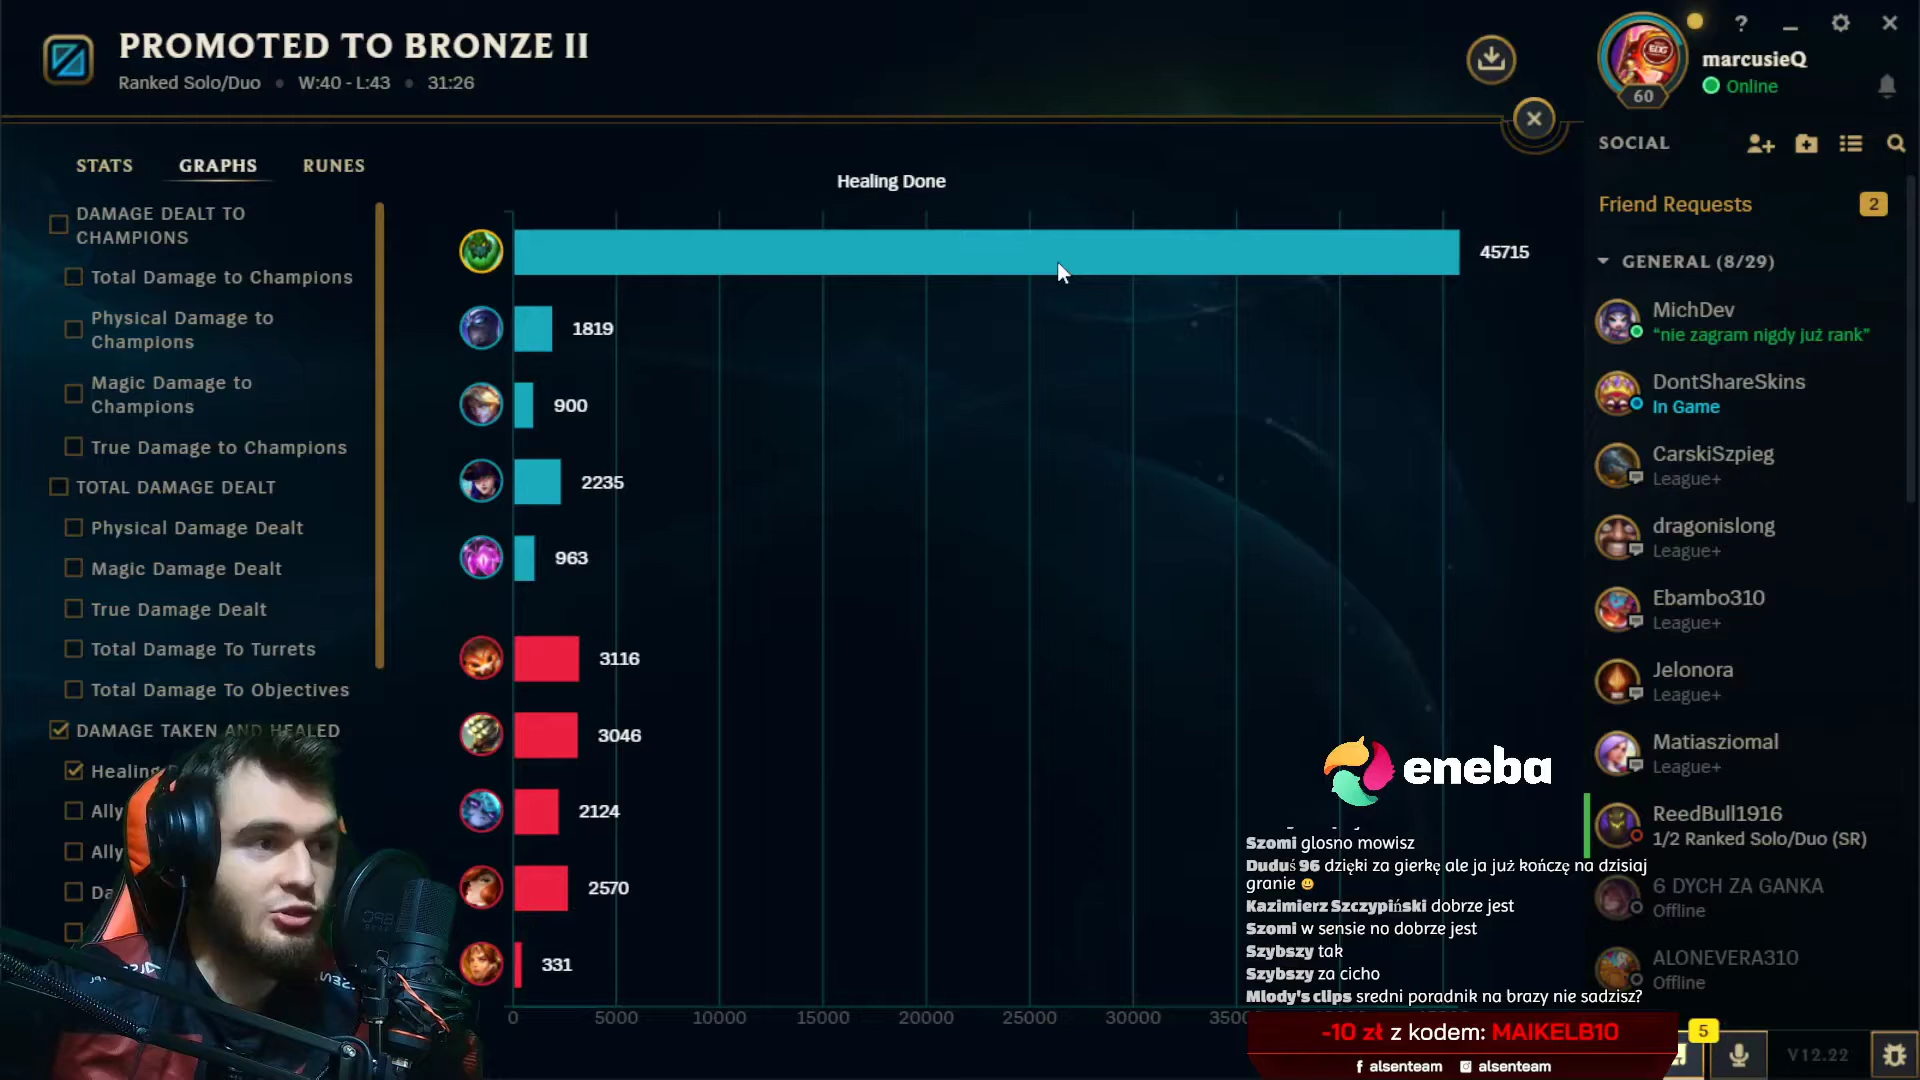 PROMOTED TO BRONZE II
Ranked Solo/Duo • W:40 - L:43 • 31:26
60
marcusieQ
Online
?
STATS
GRAPHS
RUNES
DAMAGE DEALT TO
CHAMPIONS
Total Damage to Champions
Physical Damage to
Champions
Magic Damage to
Champions
True Damage to Champions
TOTAL DAMAGE DEALT
Physical Damage Dealt
Magic Damage Dealt
True Damage Dealt
Total Damage To Turrets
Total Damage To Objectives
DAMAGE TAKEN AND HEALED
Healing
Ally
Ally
Healing Done
45715
1819
900
2235
963
3116
3046
2124
2570
331
0
5000
10000
15000
20000
25000
30000
SOCIAL
Friend Requests
2
GENERAL (8/29)
MichDev
“nie zagram nigdy już rank”
DontShareSkins
In Game
CarskiSzpieg
League+
dragonislong
League+
Ebambo310
League+
Jelonora
League+
Matiasziomal
League+
ReedBull1916
1/2 Ranked Solo/Duo (SR)
6 DYCH ZA GANKA
Offline
ALONEVERA310
Offline
eneba
Szomi glosno mowisz
Duduś 96 dzięki za gierkę ale ja już kończę na dzisiaj
granie
Kazimierz Szczypiński dobrze jest
Szomi w sensie no dobrze jest
Szybszy tak
Szybszy za cicho
Mlody's clips sredni poradnik na brazy nie sadzisz?
-10 zł z kodem: MAIKELB10
alsenteam
alsenteam
5
V12.22